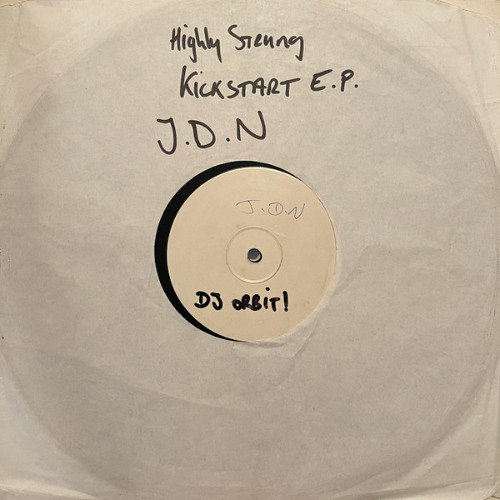 Highly Strung
KICKSTART E.P.
J.D.N
J.D.N
DJ ORBIT!